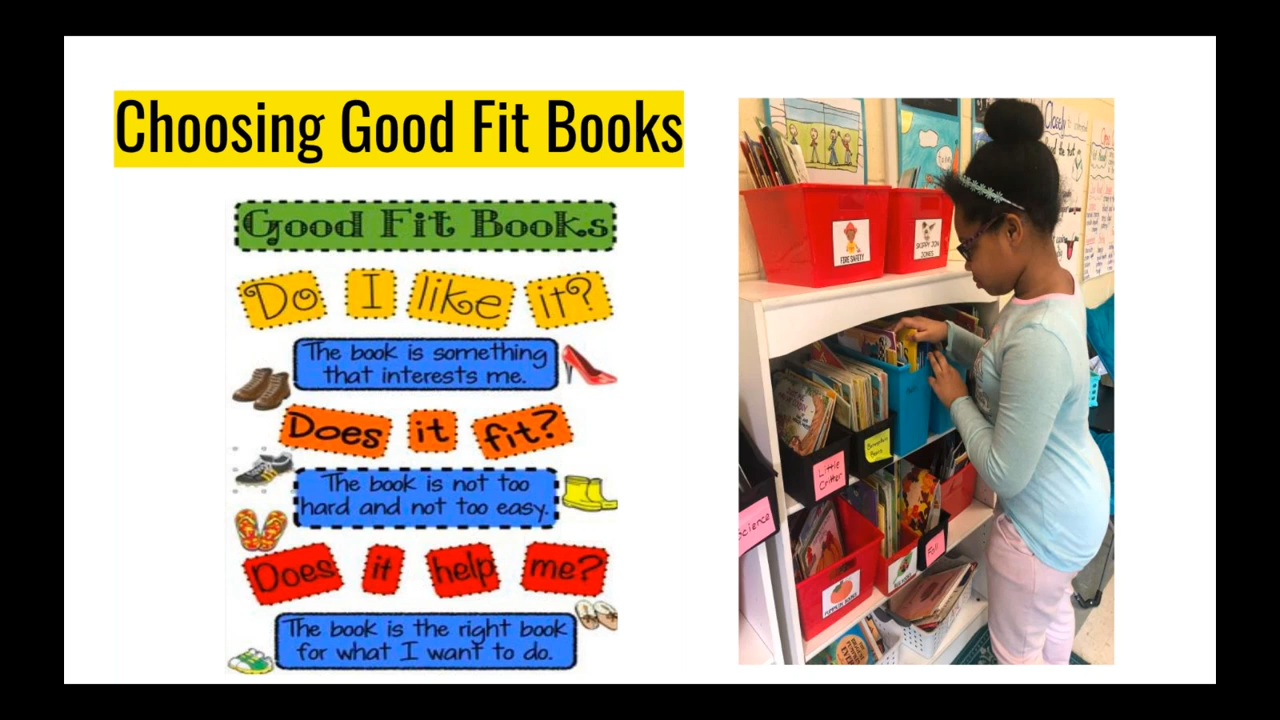 Choosing Good Fit Books
Good Fit Books
Do I like it?
The book is something
that interests me.
Does it fit?
The book is not too
hard and not too easy.
Does it help me?
The book is the right book
for what I want to do.
FIRE SAFETY
SKIPPY JON
JONES
Closely
Little
Critter
Science
Fall